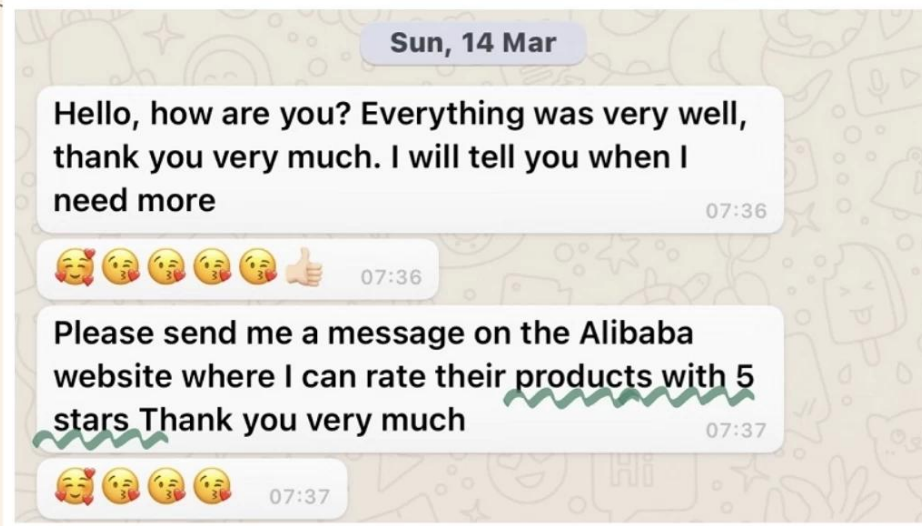 Sun, 14 Mar
Hello, how are you? Everything was very well,
thank you very much. I will tell you when I
need more
07:36
🥰😘😘😘😘👍🏻 07:36
Please send me a message on the Alibaba
website where I can rate their products with 5
stars Thank you very much
07:37
🥰😘😘😘 07:37